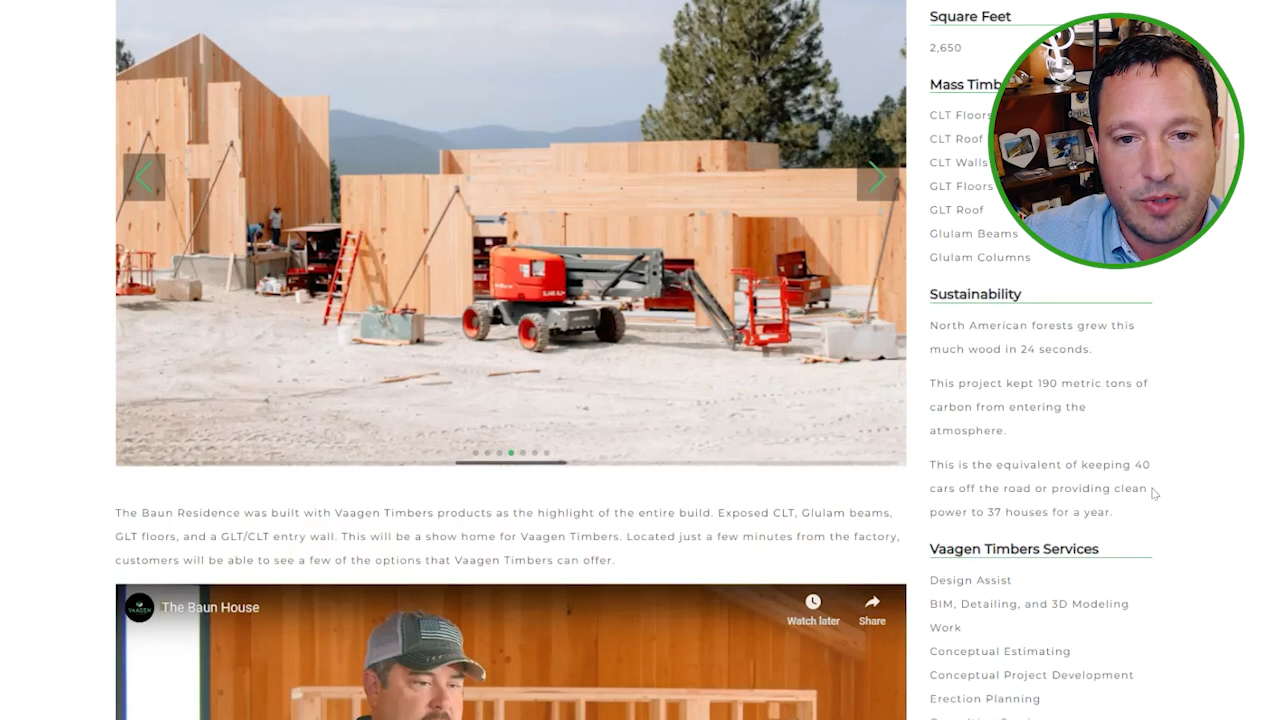 Square Feet
2,650
Mass Timb
CLT Floors
CLT Roof
CLT Walls
GLT Floors
GLT Roof
Glulam Beams
Glulam Columns
Sustainability
North American forests grew this
much wood in 24 seconds.
This project kept 190 metric tons of
carbon from entering the
atmosphere.
This is the equivalent of keeping 40
cars off the road or providing clean
power to 37 houses for a year.
Vaagen Timbers Services
Design Assist
BIM, Detailing, and 3D Modeling
Work
Conceptual Estimating
Conceptual Project Development
Erection Planning
The Baun Residence was built with Vaagen Timbers products as the highlight of the entire build. Exposed CLT, Glulam beams,
GLT floors, and a GLT/CLT entry wall. This will be a show home for Vaagen Timbers. Located just a few minutes from the factory,
customers will be able to see a few of the options that Vaagen Timbers can offer.
VAAGEN
The Baun House
Watch later
Share